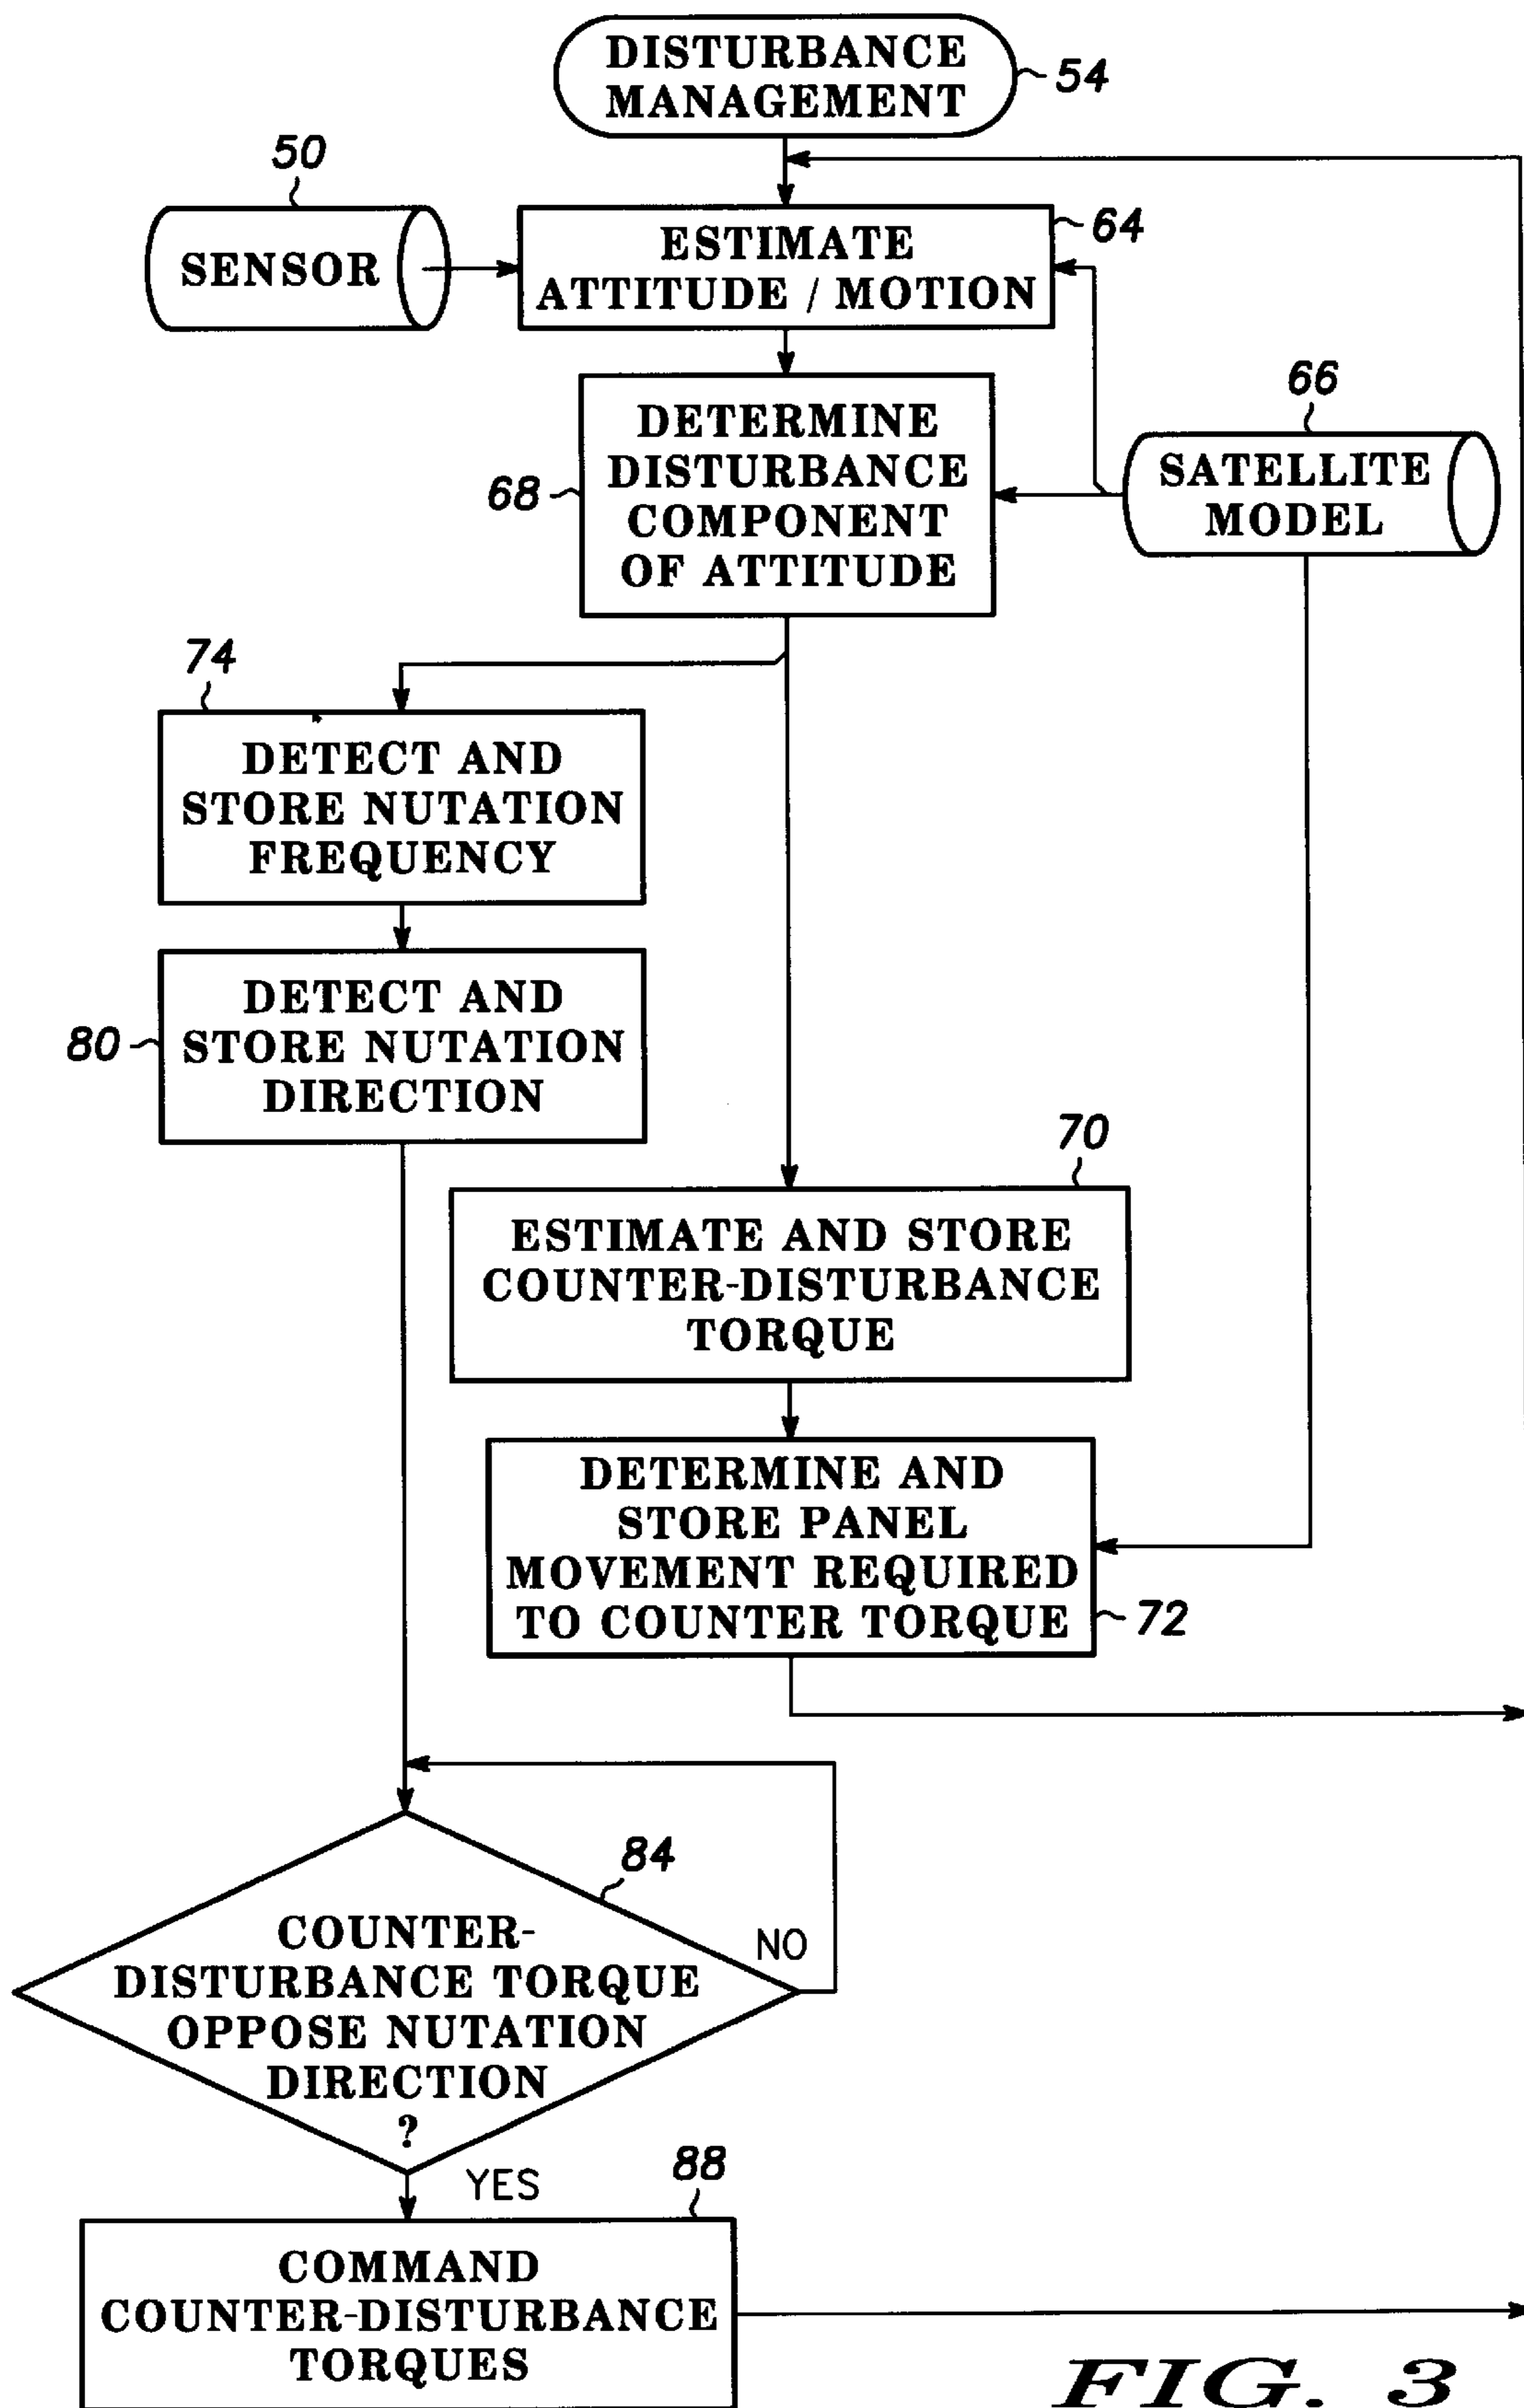 DISTURBANCE
MANAGEMENT
54
50
SENSOR
64
ESTIMATE
ATTITUDE / MOTION
66
SATELLITE
MODEL
68
DETERMINE
DISTURBANCE
COMPONENT
OF ATTITUDE
74
DETECT AND
STORE NUTATION
FREQUENCY
80
DETECT AND
STORE NUTATION
DIRECTION
70
ESTIMATE AND STORE
COUNTER-DISTURBANCE
TORQUE
DETERMINE AND
STORE PANEL
MOVEMENT REQUIRED
TO COUNTER TORQUE
72
84
COUNTER-
DISTURBANCE TORQUE
OPPOSE NUTATION
DIRECTION
?
NO
YES
88
COMMAND
COUNTER-DISTURBANCE
TORQUES
FIG. 3